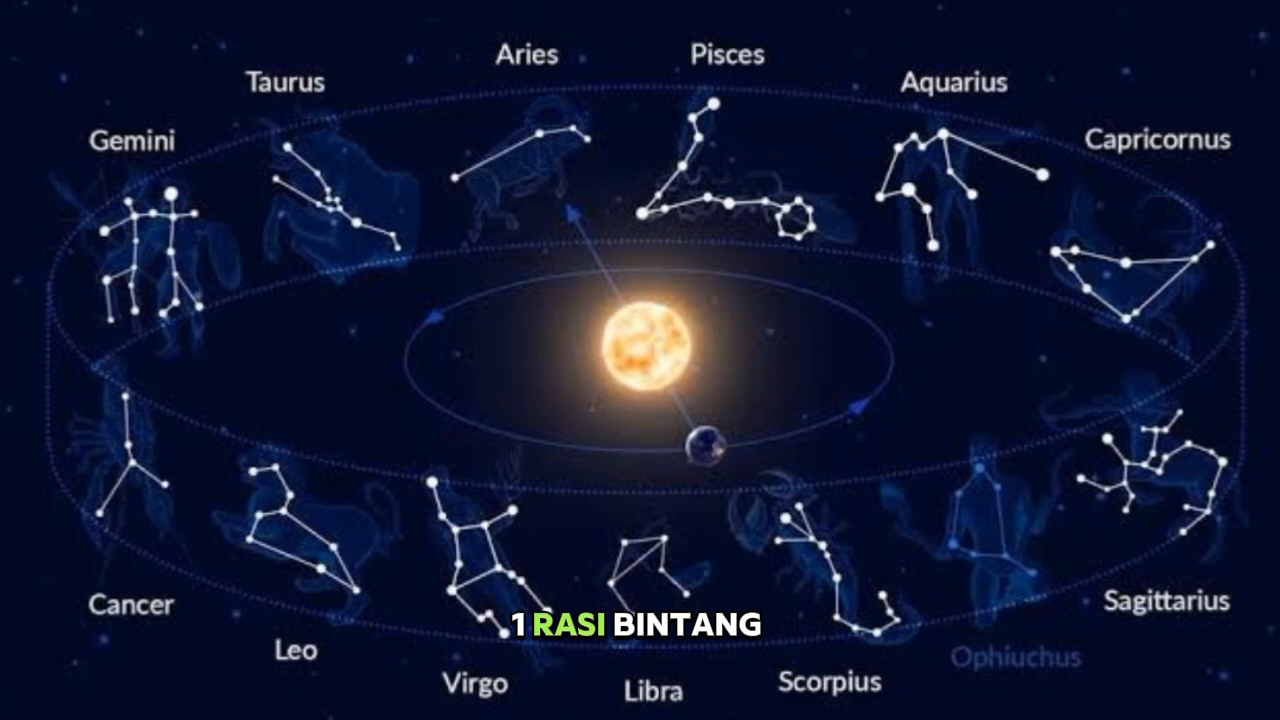 Aries
Pisces
Taurus
Aquarius
Gemini
Capricornus
Cancer
Sagittarius
1 RASI BINTANG
Leo
Ophiuchus
Virgo
Libra
Scorpius